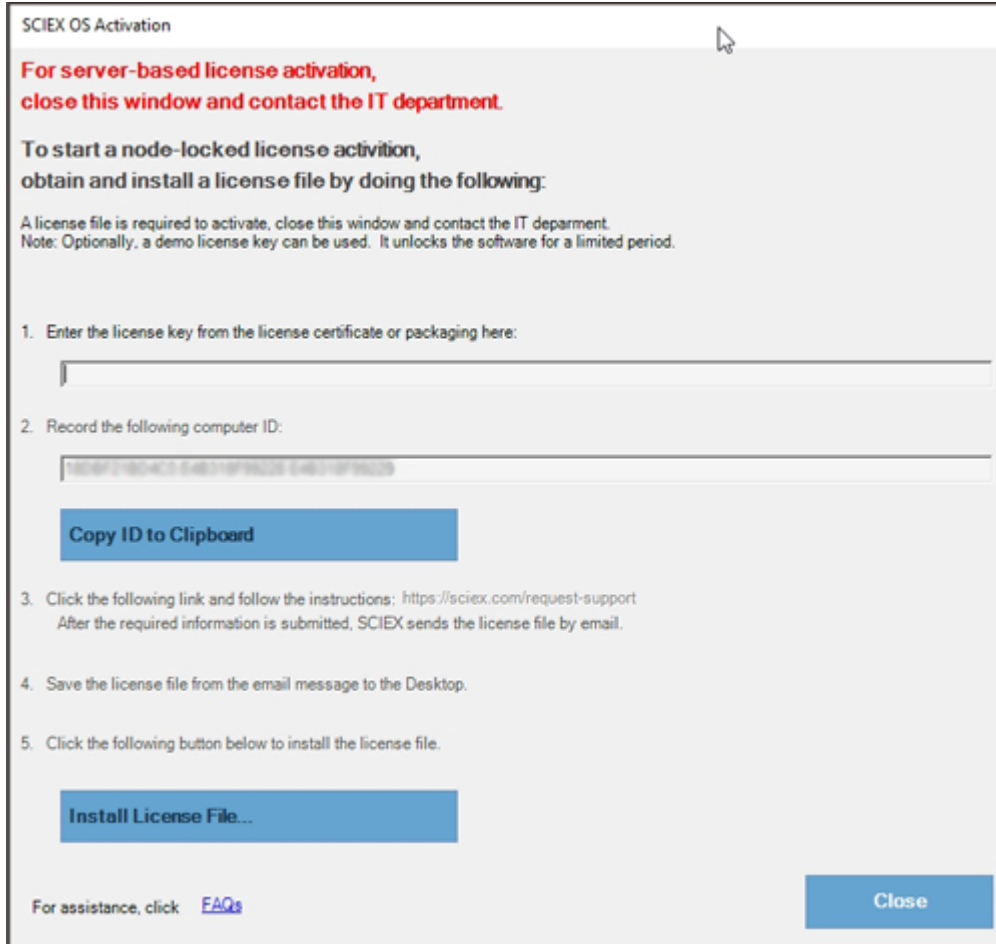 SCIEX OS Activation
For server-based license activation,
close this window and contact the IT department.
To start a node-locked license activition,
obtain and install a license file by doing the following:
A license file is required to activate, close this window and contact the IT deparment.
Note: Optionally, a demo license key can be used. It unlocks the software for a limited period.
1. Enter the license key from the license certificate or packaging here:
2. Record the following computer ID:
Copy ID to Clipboard
3. Click the following link and follow the instructions: https://sciex.com/request-support
After the required information is submitted, SCIEX sends the license file by email.
4. Save the license file from the email message to the Desktop.
5. Click the following button below to install the license file.
Install License File...
For assistance, click FAQs
Close